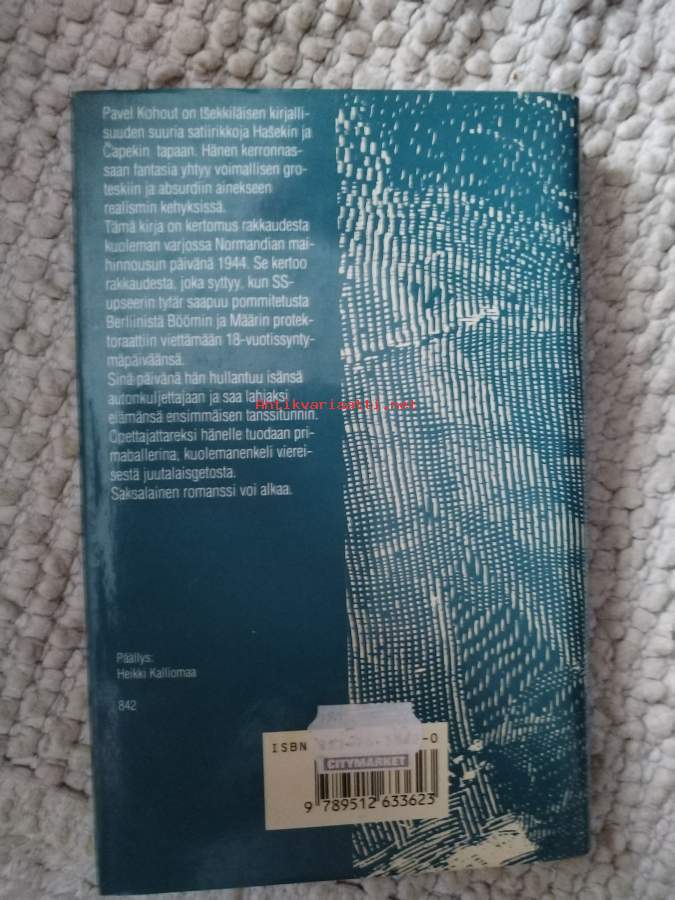 Pavel Kohout on tšekkiläisen kirjalli-
suuden suuria satiirikkoja Hašekin ja
Čapekin tapaan. Hänen kerronnas-
saan fantasia yhtyy voimallisen gro-
teskiin ja absurdiin ainekseen
realismin kehyksissä.
Tämä kirja on kertomus rakkaudesta
kuoleman varjossa Normandian mai-
hinnousun päivänä 1944. Se kertoo
rakkaudesta, joka syttyy, kun SS-
upseerin tytär saapuu pommitetusta
Berliinistä Böömin ja Määrin protek-
toraattiin viettämään 18-vuotissynty-
mäpäiväänsä.
Sinä päivänä hän hullantuu isänsä
autonkuljettajaan ja saa lahjaksi
Antikvariaatti.net
elämänsä ensimmäisen tanssitunnin.
Opettajattareksi hänelle tuodaan pri-
maballerina, kuolemanenkeli vierei-
sestä juutalaisgetosta.
Saksalainen romanssi voi alkaa.
Päällys:
Heikki Kalliomaa
842
ISBN -0
CITYMARKET
9 789512 633623